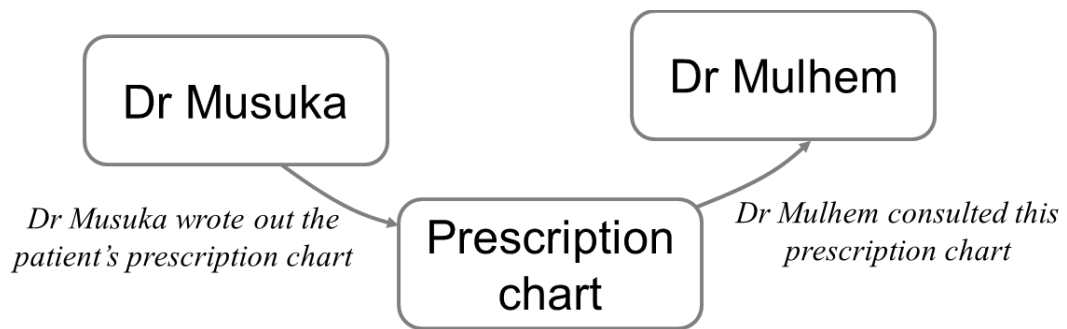 Dr Musuka
Dr Mulhem
Dr Musuka wrote out the
patient’s prescription chart
Prescription
chart
Dr Mulhem consulted this
prescription chart